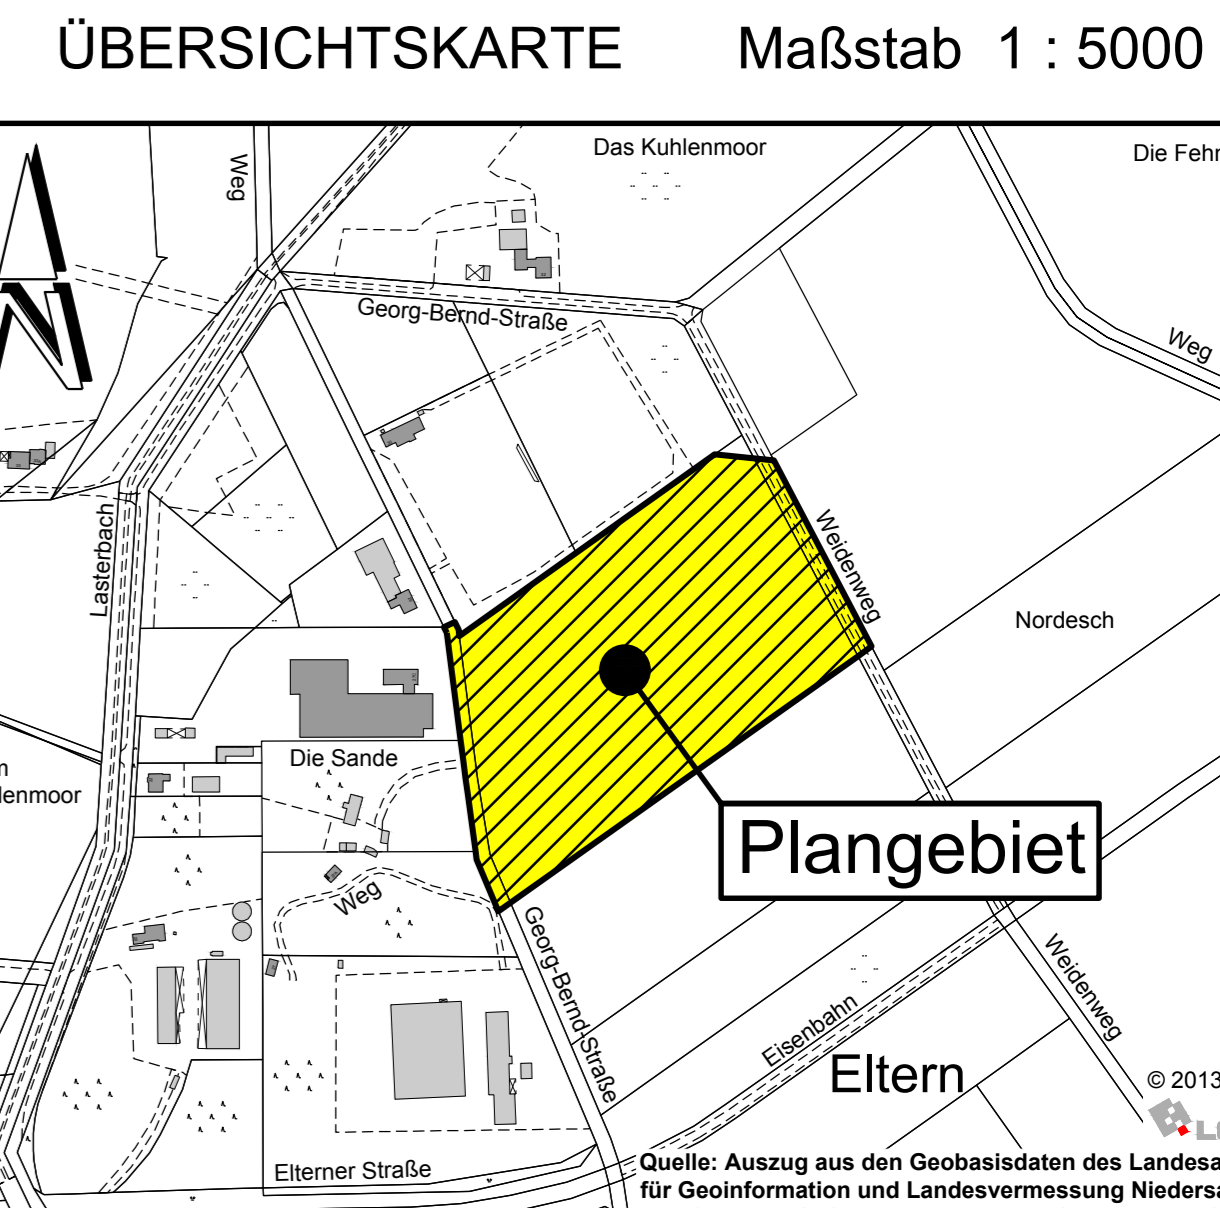 ÜBERSICHTSKARTE Maßstab 1 : 5000
Das Kuhlenmoor
Die Fehn
Weg
N
Georg-Bernd-Straße
Weg
Lasterbach
Weidenweg
Nordesch
Die Sande
lenmoor
Plangebiet
Weg
Georg-Bernd-Straße
Weidenweg
Eisenbahn
Eltern
© 2013
Elterner Straße
Quelle: Auszug aus den Geobasisdaten des
für Geoinformation und Landesvermessung